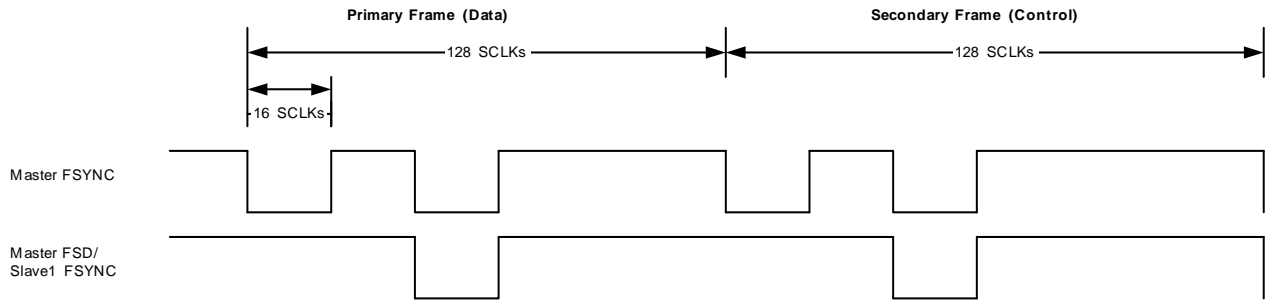 Primary Frame (Data)
Secondary Frame (Control)
128 SCLKs
128 SCLKs
16 SCLKs
Master FSYNC
Master FSD/
Slave1 FSYNC